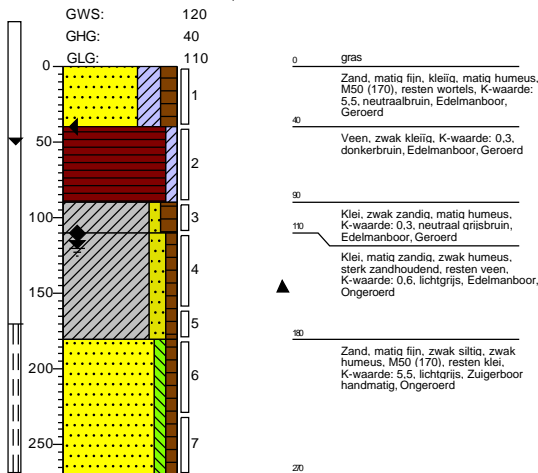 GWS: 120
GHG: 40
GLG: 110
0
50
100
150
200
250
1
2
3
4
5
6
7
0 gras
Zand, matig fijn, kleiïg, matig humeus,
M50 (170), resten wortels, K-waarde:
5,5, neutraalbruin, Edelmanboor,
Geroerd
40
Veen, zwak kleiïg, K-waarde: 0,3,
donkerbruin, Edelmanboor, Geroerd
90
Klei, zwak zandig, matig humeus,
K-waarde: 0,3, neutraal grijsbruin,
Edelmanboor, Geroerd
110
Klei, matig zandig, zwak humeus,
sterk zandhoudend, resten veen,
K-waarde: 0,6, lichtgrijs, Edelmanboor,
Ongeroerd
180
Zand, matig fijn, zwak siltig, zwak
humeus, M50 (170), resten klei,
K-waarde: 5,5, lichtgrijs, Zuigerboor
handmatig, Ongeroerd
270